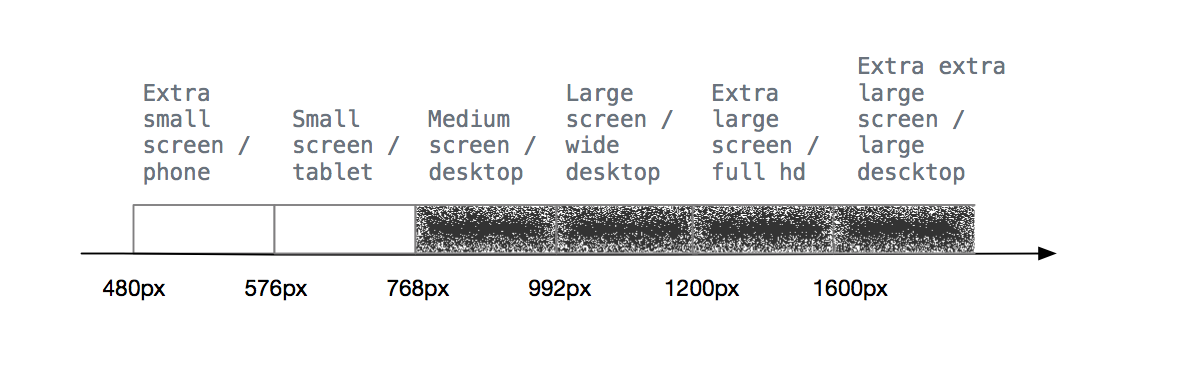 Extra
small
screen /
phone
Small
screen /
tablet
Medium
screen /
desktop
Large
screen /
wide
desktop
Extra
large
screen /
full hd
Extra extra
large
screen /
large
descktop
480px
576px
768px
992px
1200px
1600px